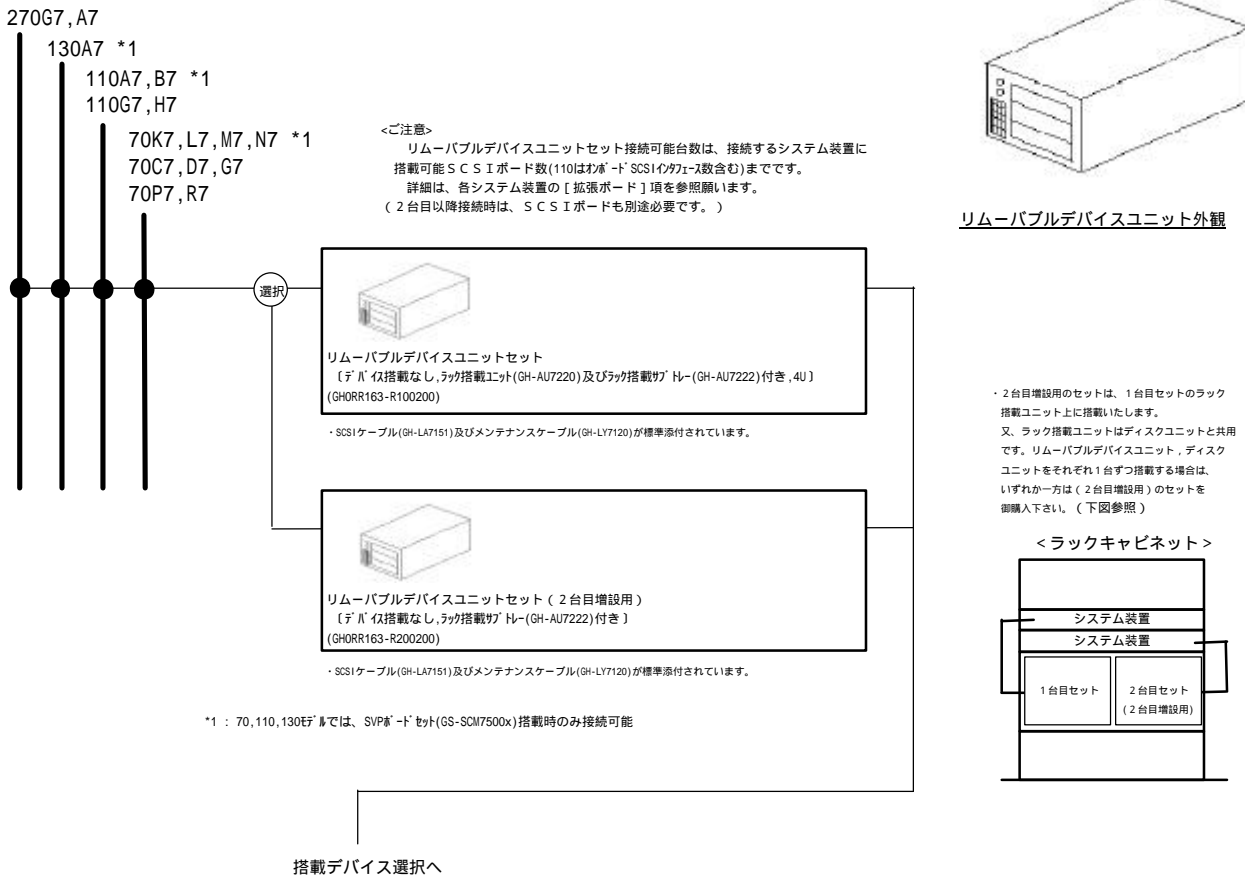 270G7,A7
130A7 *1
110A7,B7 *1
110G7,H7
70K7,L7,M7,N7 *1
70C7,D7,G7
70P7,R7
<ご注意>
リムーバブルデバイスユニットセット接続可能台数は、接続するシステム装置に
搭載可能ＳＣＳＩボード数(110はｵﾝﾎﾞｰﾄﾞSCSIｲﾝﾀﾌｪｰｽ数含む)までです。
詳細は、各システム装置の［拡張ボード］項を参照願います。
（２台目以降接続時は、ＳＣＳＩボードも別途必要です。）
リムーバブルデバイスユニット外観
選択
リムーバブルデバイスユニットセット
〔ﾃﾞﾊﾞｲｽ搭載なし,ﾗｯｸ搭載ﾕﾆｯﾄ(GH-AU7220)及びﾗｯｸ搭載ｻﾌﾞﾄﾚｰ(GH-AU7222)付き,4U〕
(GH0RR163-R100200)
・SCSIケーブル(GH-LA7151)及びメンテナンスケーブル(GH-LY7120)が標準添付されています。
リムーバブルデバイスユニットセット（２台目増設用）
〔ﾃﾞﾊﾞｲｽ搭載なし,ﾗｯｸ搭載ｻﾌﾞﾄﾚｰ(GH-AU7222)付き〕
(GH0RR163-R200200)
・SCSIケーブル(GH-LA7151)及びメンテナンスケーブル(GH-LY7120)が標準添付されています。
*1 : 70,110,130ﾓﾃﾞﾙでは、SVPﾎﾞｰﾄﾞｾｯﾄ(GS-SCM7500x)搭載時のみ接続可能
・２台目増設用のセットは、１台目セットのラック
搭載ユニット上に搭載いたします。
又、ラック搭載ユニットはディスクユニットと共用
です。リムーバブルデバイスユニット，ディスク
ユニットをそれぞれ１台ずつ搭載する場合は、
いずれか一方は（２台目増設用）のセットを
御購入下さい。（下図参照）
<ラックキャビネット>
システム装置
システム装置
１台目セット
２台目セット
(２台目増設用)
搭載デバイス選択へ